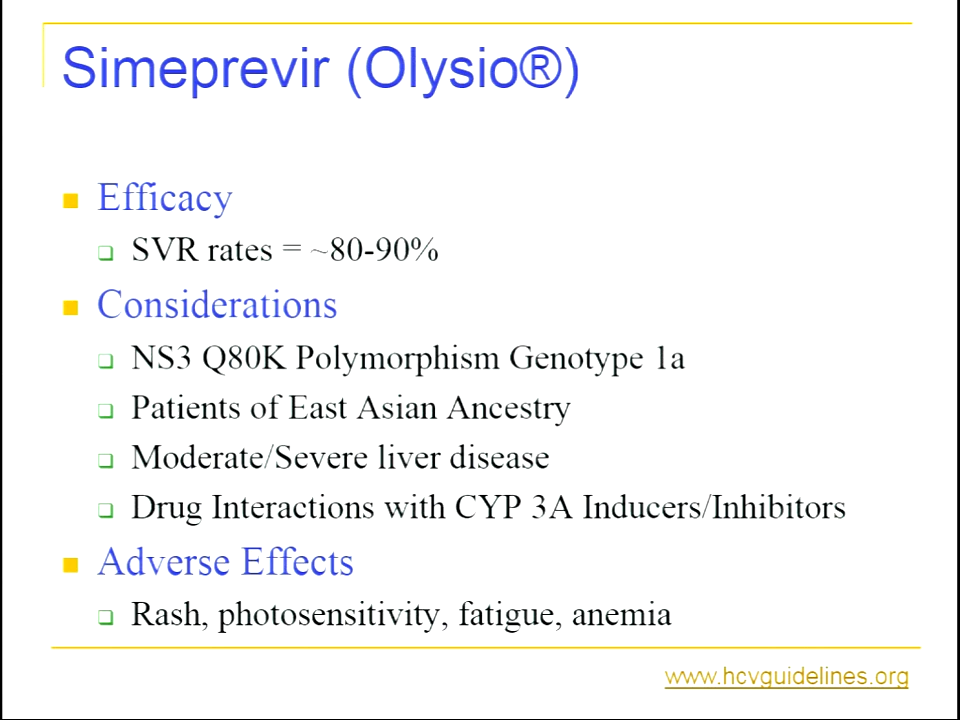 Simeprevir (Olysio®)
Efficacy
SVR rates = ~80-90%
Considerations
NS3 Q80K Polymorphism Genotype 1a
Patients of East Asian Ancestry
Moderate/Severe liver disease
Drug Interactions with CYP 3A Inducers/Inhibitors
Adverse Effects
Rash, photosensitivity, fatigue, anemia
www.hcvguidelines.org